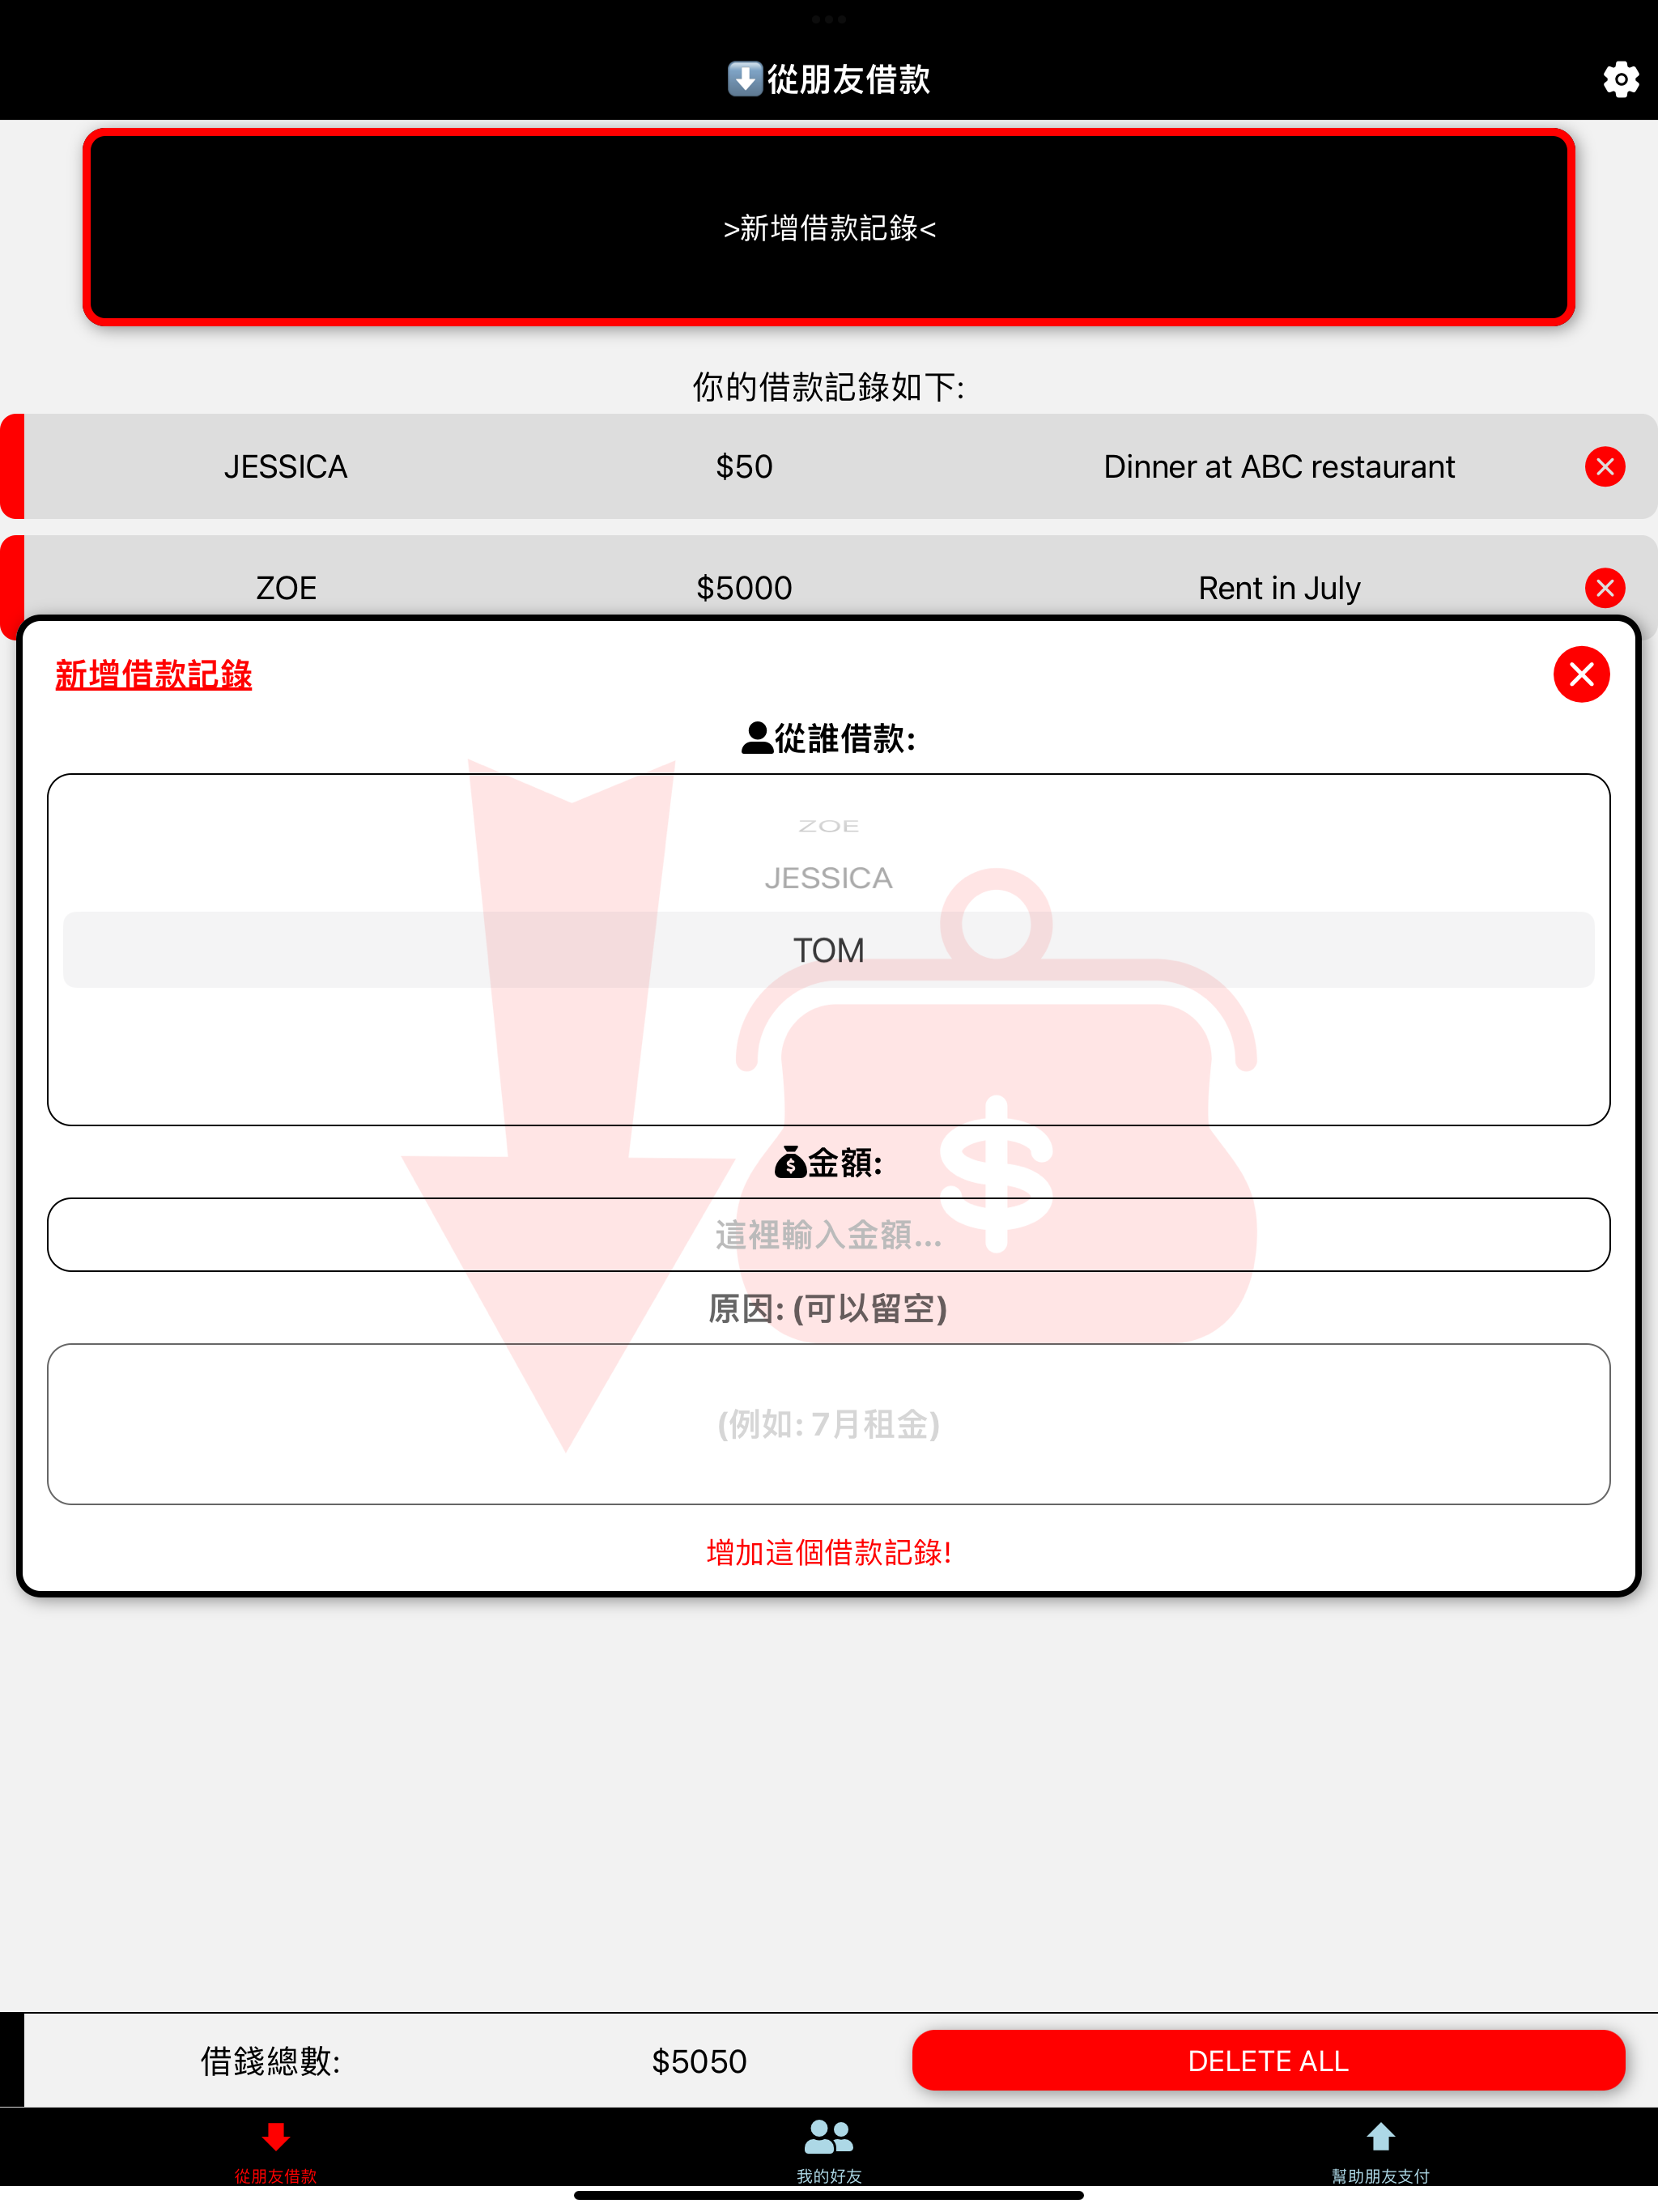 從朋友借款
>新增借款記錄<
你的借款記錄如下:
JESSICA $50 Dinner at ABC restaurant
ZOE $5000 Rent in July
新增借款記錄
從誰借款:
ZOE
JESSICA
TOM
金額:
這裡輸入金額...
原因: (可以留空)
(例如: 7月租金)
增加這個借款記錄!
借錢總數: $5050 DELETE ALL
從朋友借款 我的好友 幫助朋友支付